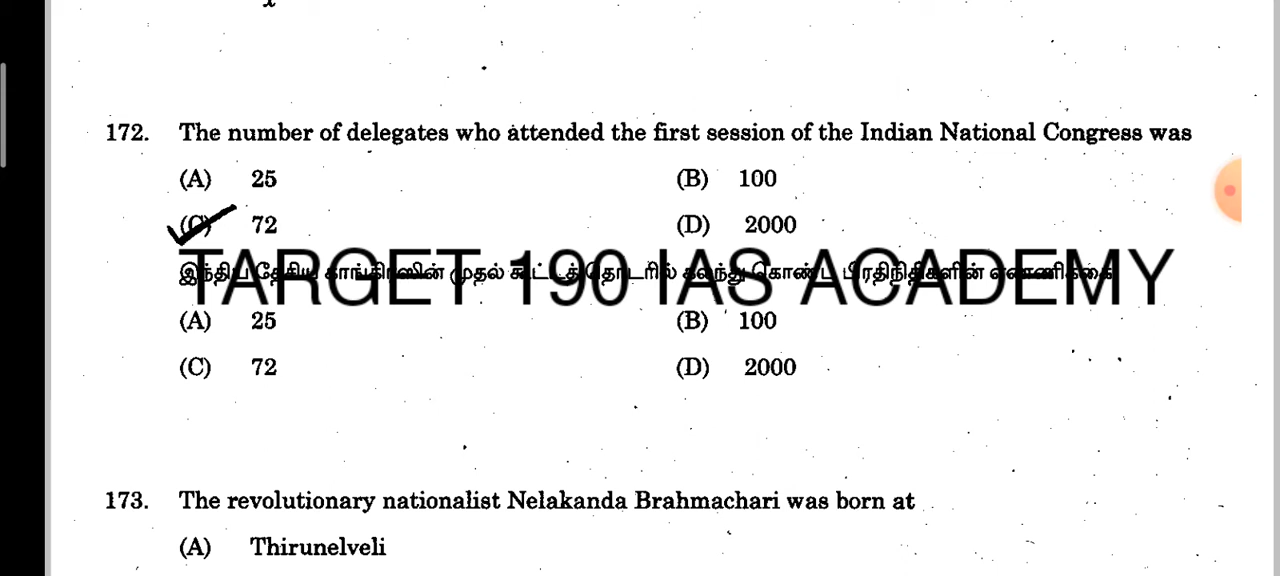 172. The number of delegates who attended the first session of the Indian National Congress was
(A) 25 (B) 100
(C) 72 (D) 2000
இந்திய தேசிய காங்கிரஸின் முதல் கூட்டத்தொடரில் கலந்து கொண்ட பிரதிநிதிகளின் எண்ணிக்கை
TARGET 190 IAS ACADEMY
(A) 25 (B) 100
(C) 72 (D) 2000
173. The revolutionary nationalist Nelakanda Brahmachari was born at
(A) Thirunelveli